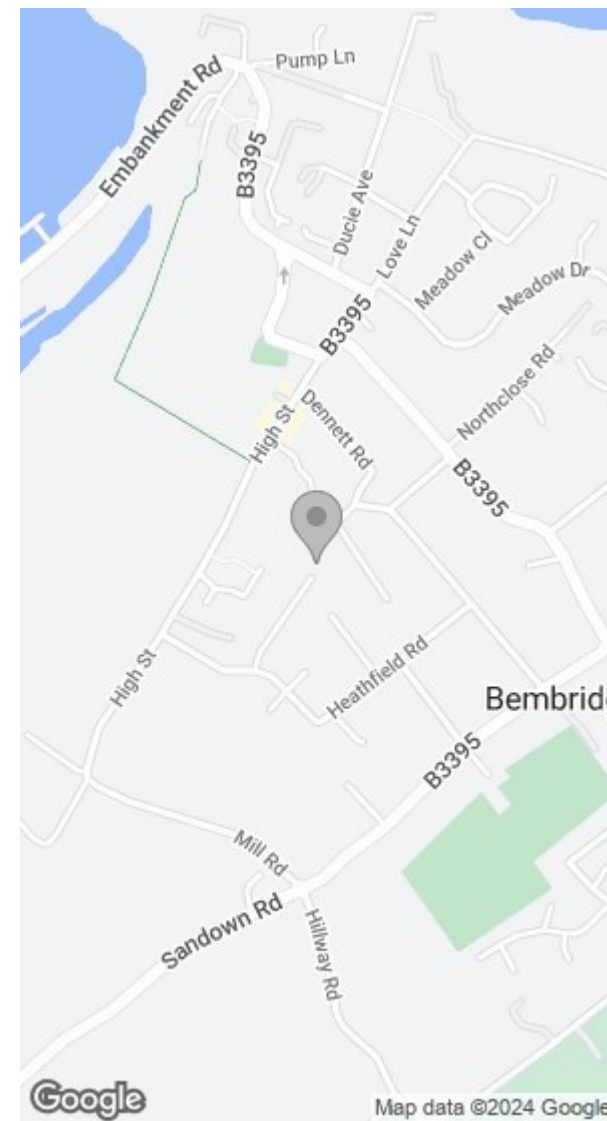 Pump Ln
Embankment Rd
B3395
Ducie Ave
Love Ln
Meadow Cl
Meadow Dr
B3395
Northclose Rd
Dennett Rd
High St
B3395
High St
Heathfield Rd
Bembridg
B3395
Mill Rd
Sandown Rd
Hillway Rd
Google
Map data ©2024 Google